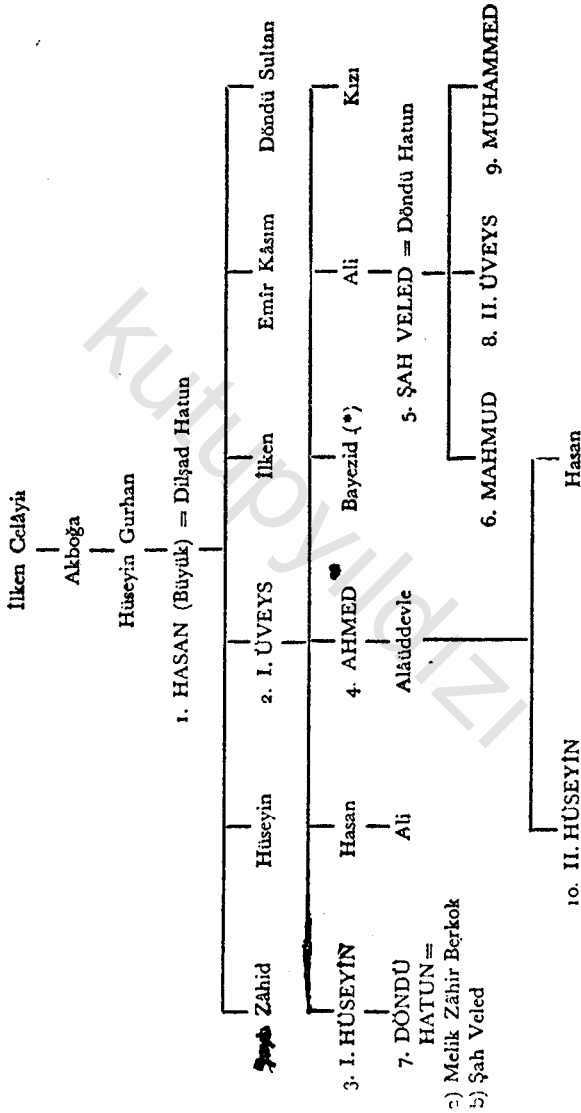 İlken Celâyir
Akboğa
Hüseyin Gurhan
1. HASAN (Büyük) = Dilşad Hatun
Zâhid Hüseyin 2. I. ÜVEYS İlken Emir Kâsım Döndü Sultan
3. I. HÜSEYİN Hasan 4. AHMED Bayezid (*) Ali Kızı
7. DÖNDÜ Ali Alâüddevle 5. ŞAH VELED = Döndü Hatun
HATUN =
a) Melik Zâhir Berkok
b) Şah Veled
6. MAHMUD 8. II. ÜVEYS 9. MUHAMMED
10. II. HÜSEYİN Hasan
kutupyıldızı